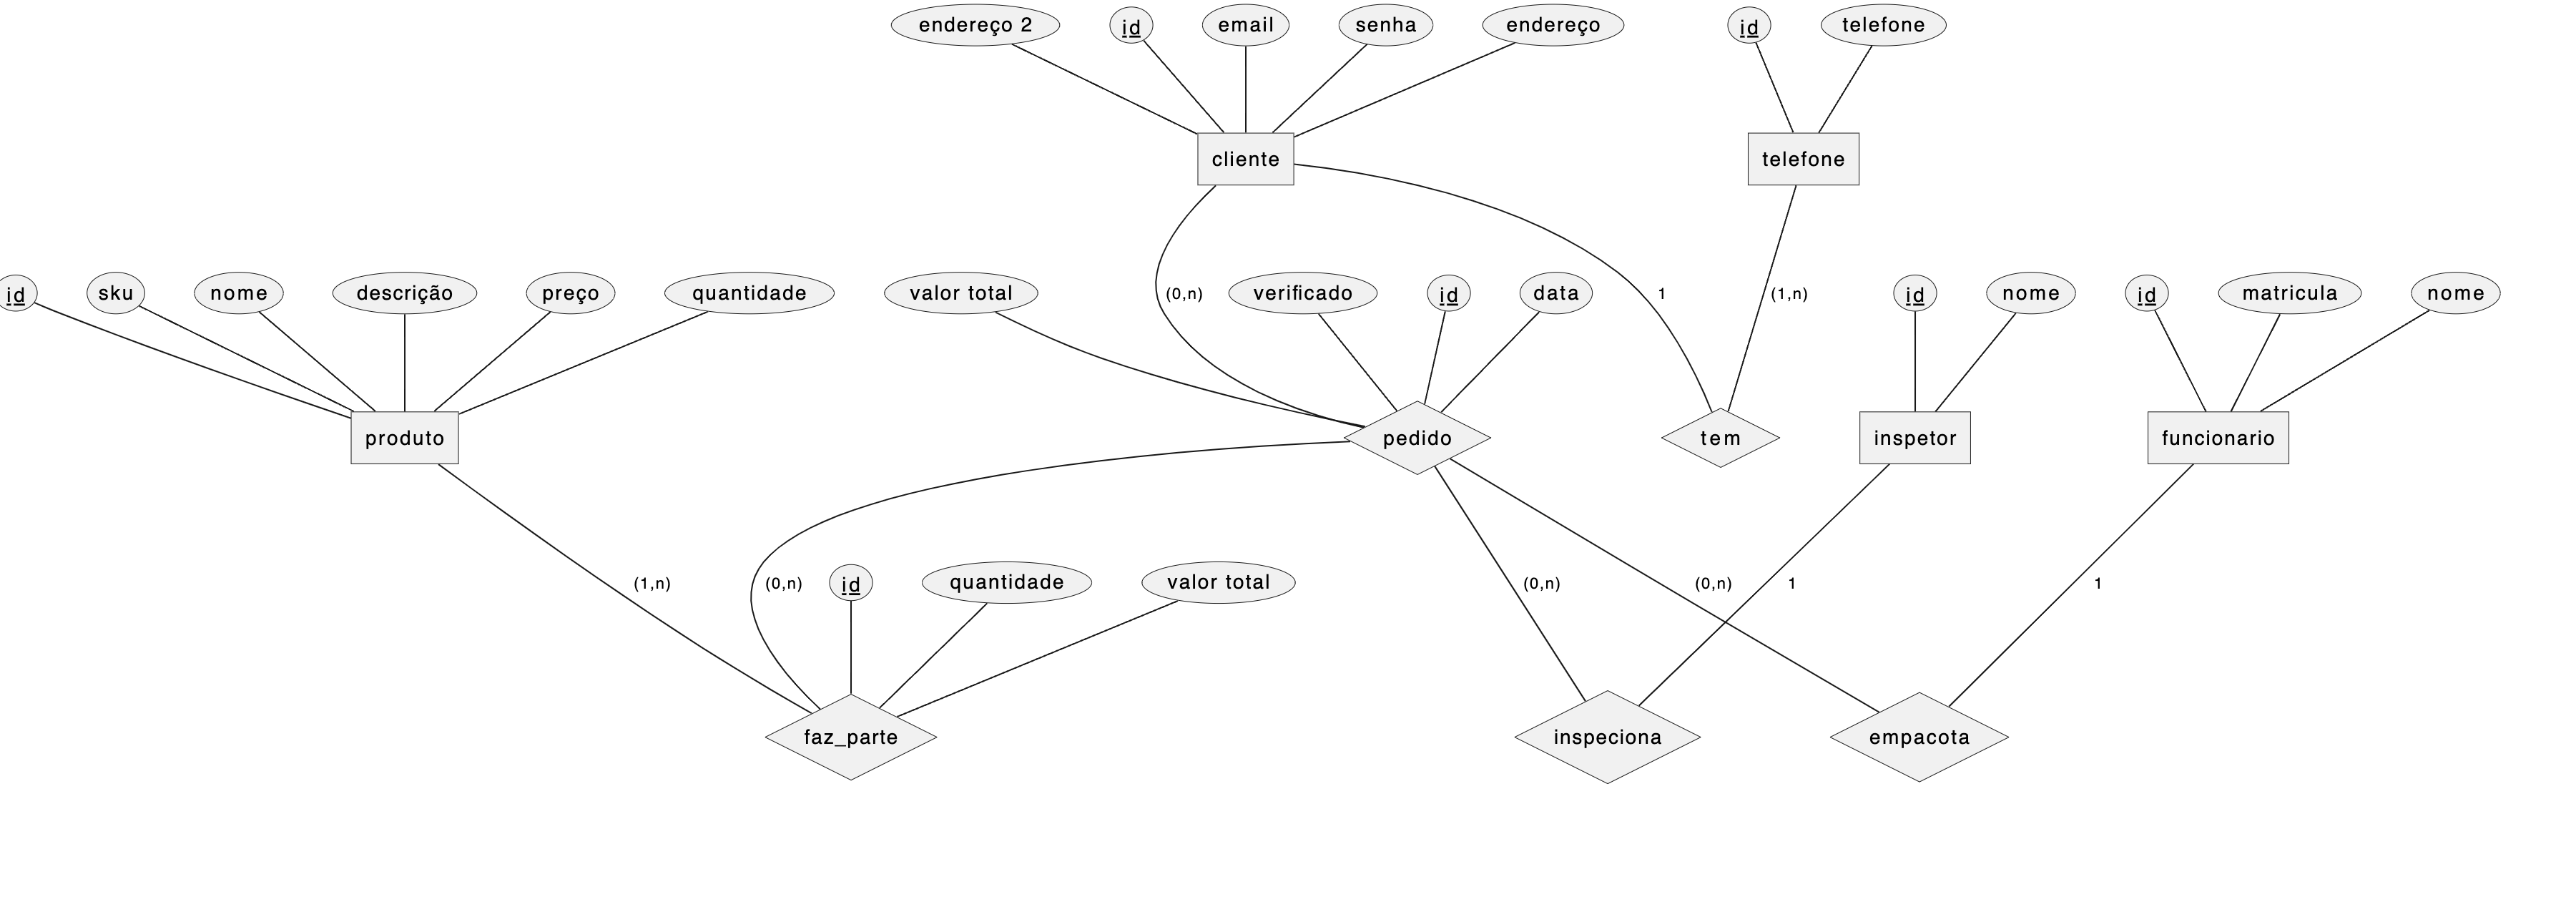 endereço 2
id
email
senha
endereço
id
telefone
cliente
telefone
id
sku
nome
descrição
preço
quantidade
valor total
(0,n)
verificado
id
data
1
(1,n)
id
nome
id
matricula
nome
produto
pedido
tem
inspetor
funcionario
(1,n)
(0,n)
id
quantidade
valor total
(0,n)
(0,n)
1
1
faz_parte
inspeciona
empacota